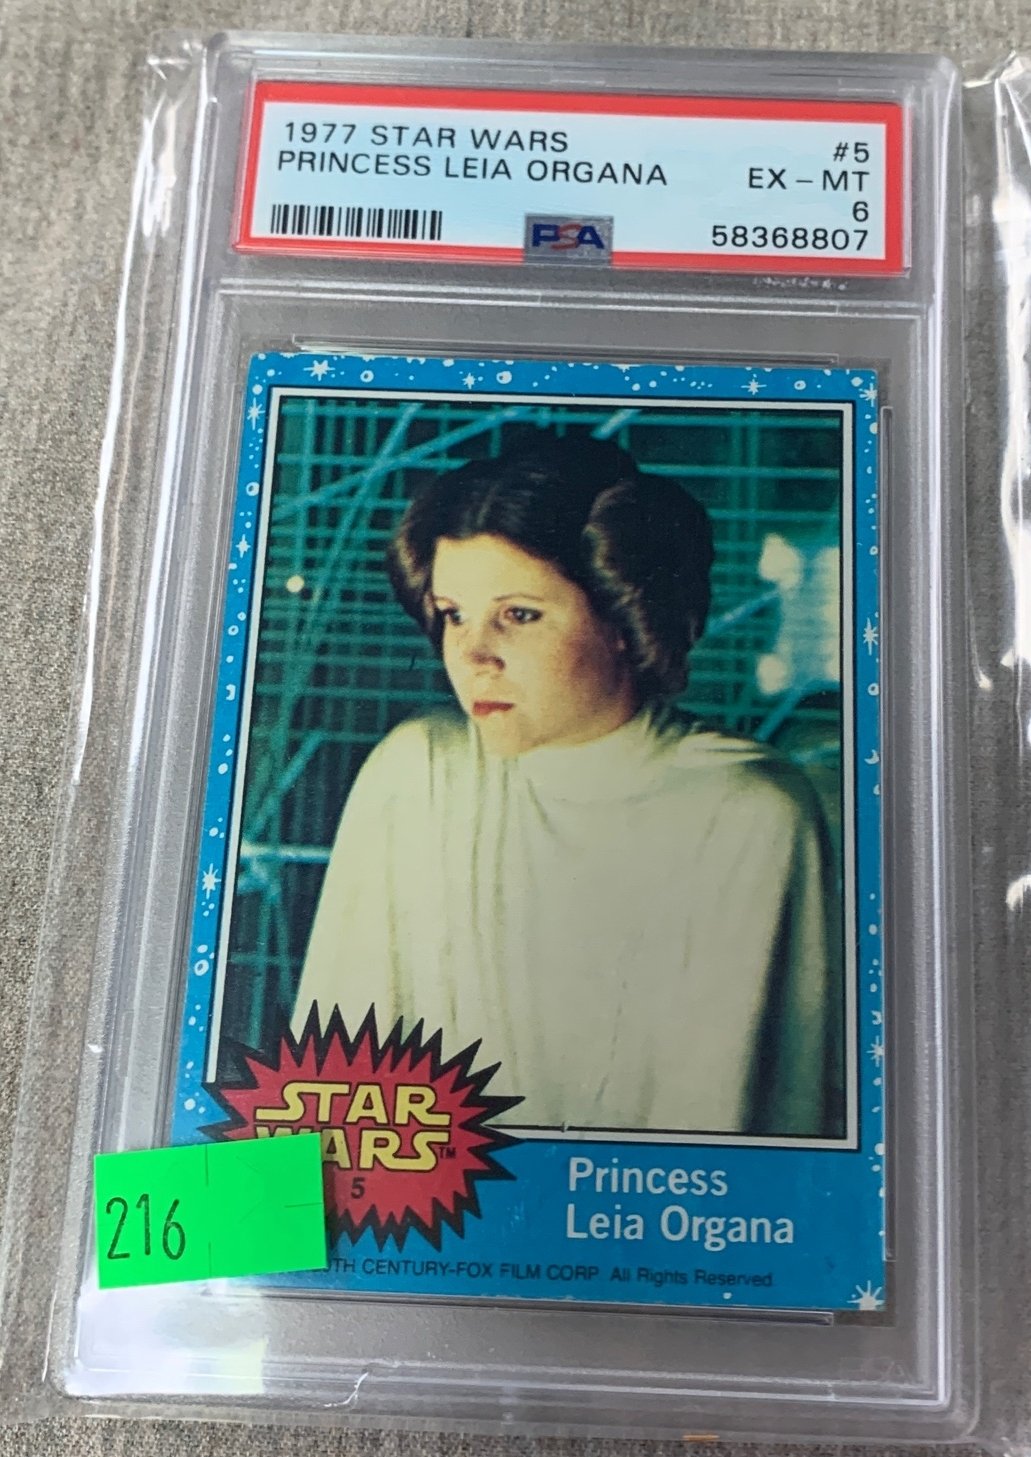 1977 STAR WARS
PRINCESS LEIA ORGANA
#5
EX – MT
6
58368807
PSA
STAR
WARS™
5
Princess
Leia Organa
CENTURY-FOX FILM CORP All Rights Reserved
216